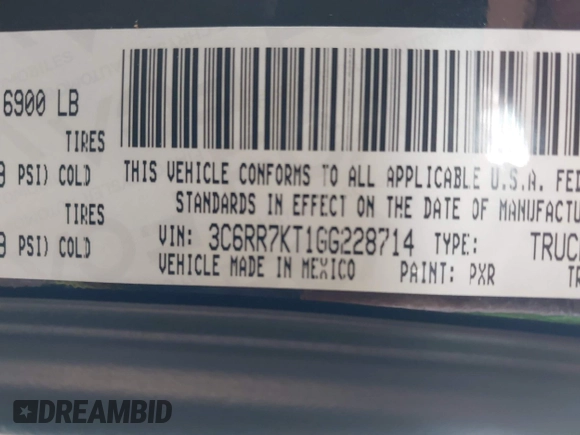 6900 LB
TIRES
PSI) COLD
THIS VEHICLE CONFORMS TO ALL APPLICABLE U.S.A.
TIRES
STANDARDS IN EFFECT ON THE DATE OF
PSI) COLD
VIN: 3C6RR7KT1GG228714 TYPE:
VEHICLE MADE IN MEXICO PAINT: PXR
DREAMBID